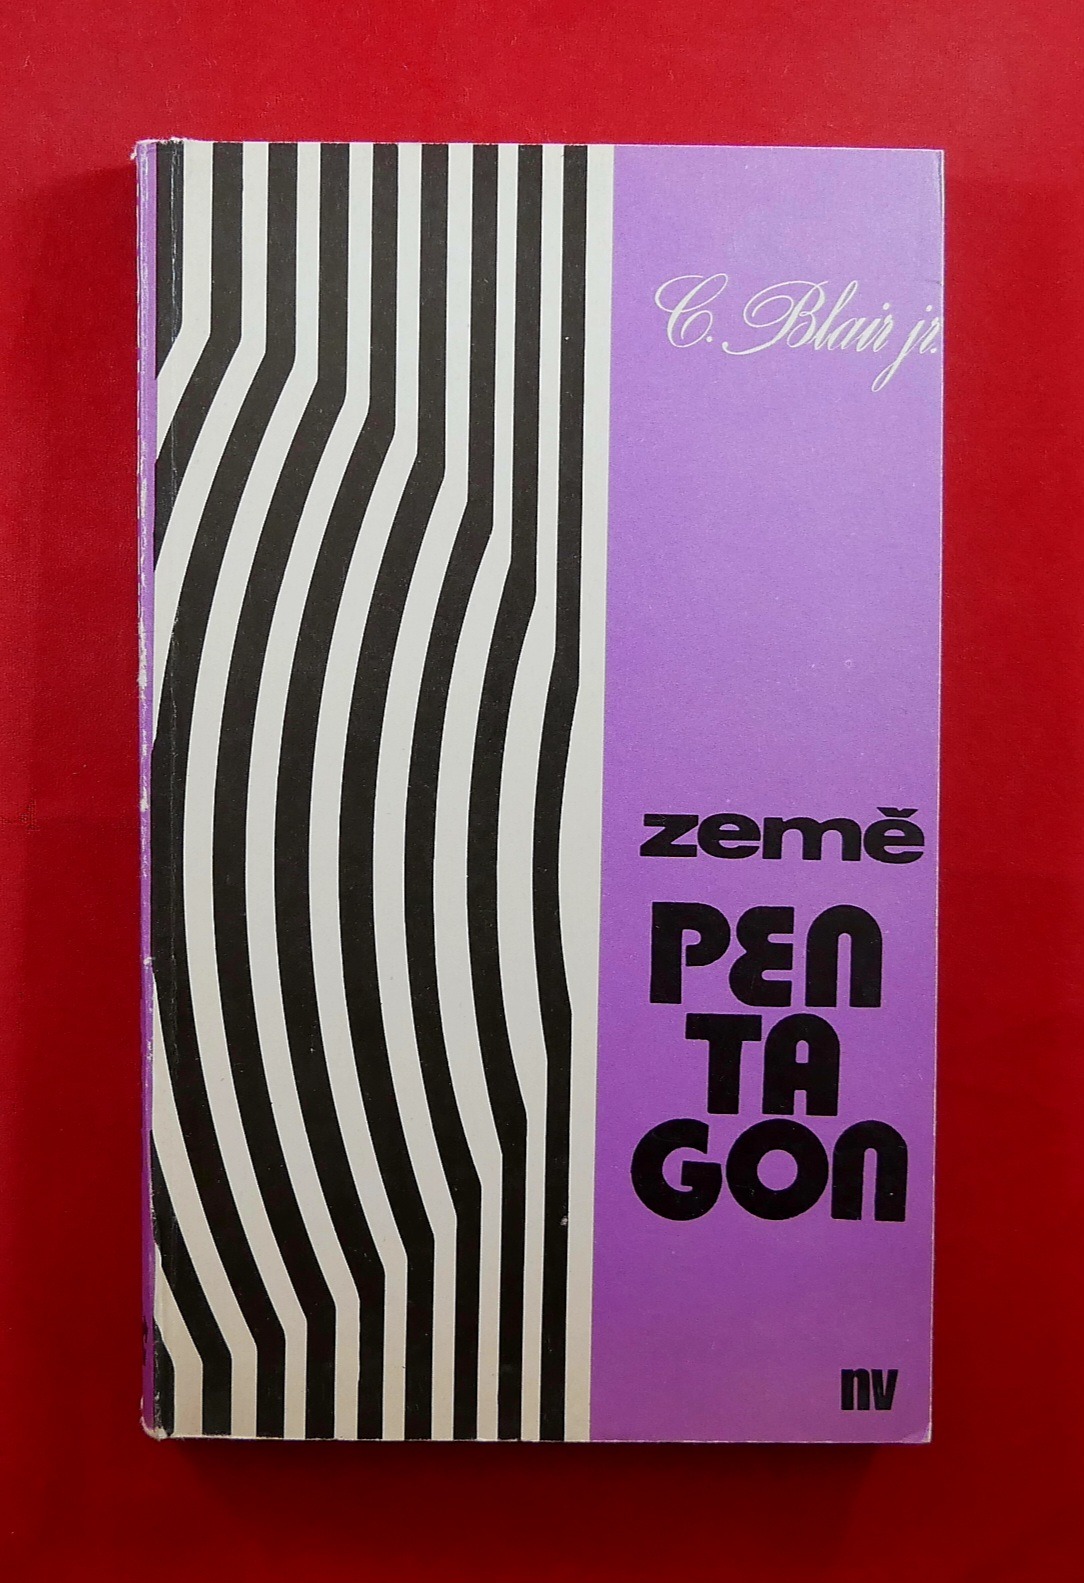 C. Blair jr.
země
PEN
TA
GON
nv